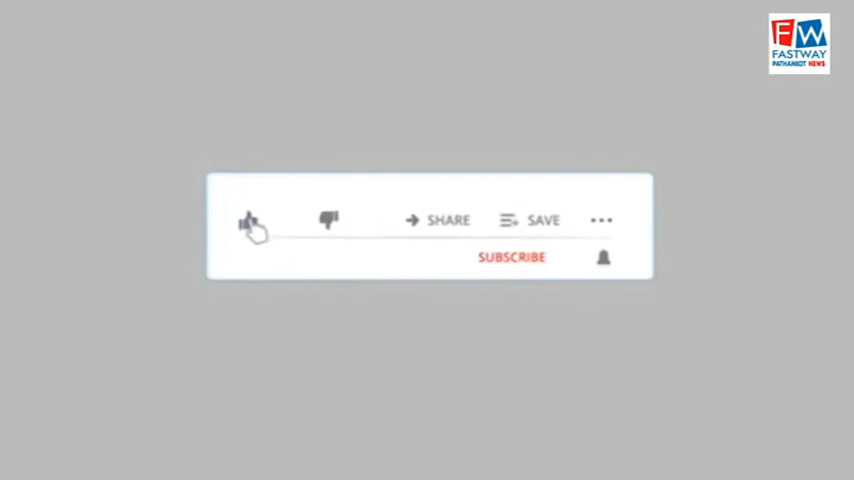 FW
FASTWAY
PATHANKOT NEWS
SHARE
SAVE
SUBSCRIBE